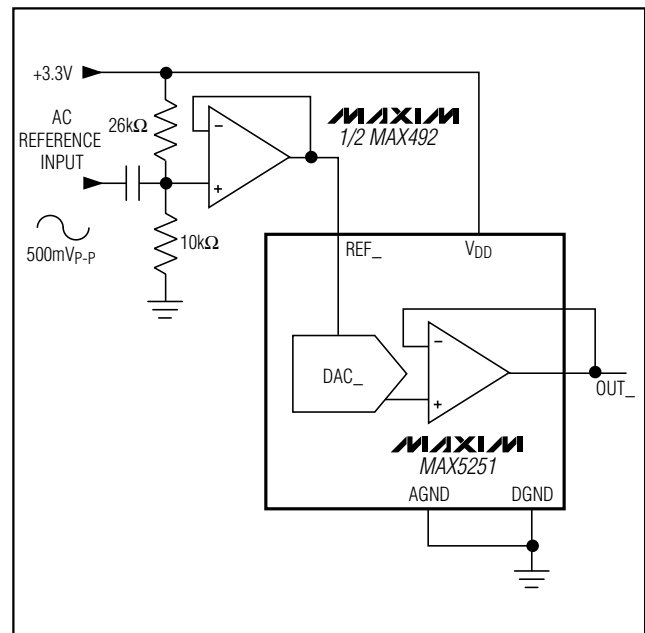 +3.3V
AC
REFERENCE
INPUT
26kΩ
500mVP-P
10kΩ
−
+
MAXIM
1/2 MAX492
REF_
VDD
DAC_
−
+
OUT_
MAXIM
MAX5251
AGND
DGND